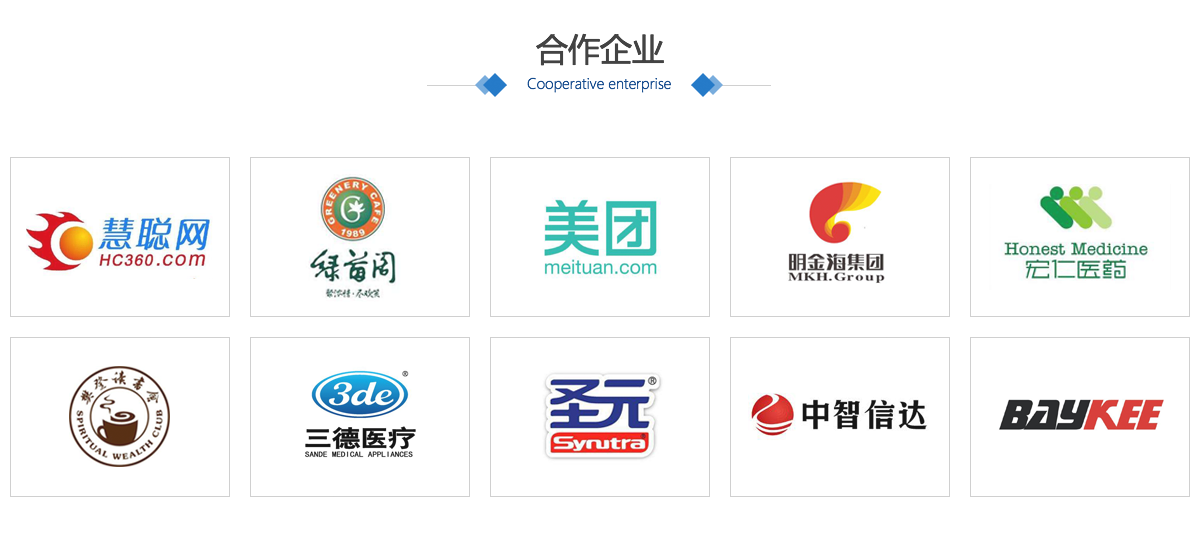 合作企业
Cooperative enterprise
慧聪网
HC360.com
GREENERY CAFE
1989
绿茵阁
美团
meituan.com
明金海集团
MKH.Group
Honest Medicine
宏仁医药
樊登读书会
SPIRITUAL WEALTH CLUB
3de®
三德医疗
SANDE MEDICAL APPLIANCES
圣元®
Synutra
中智信达
BAYKEE